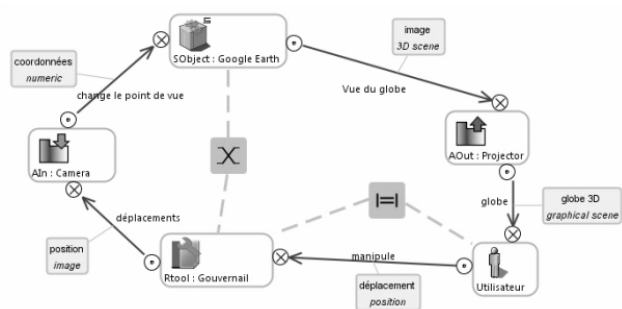 SObject : Google Earth
image
3D scene
coordonnées
numeric
change le point de vue
Vue du globe
AIn : Camera
AOut : Projector
déplacements
globe
globe 3D
graphical scene
position
image
Rtool : Gouvernail
manipule
déplacement
position
Utilisateur